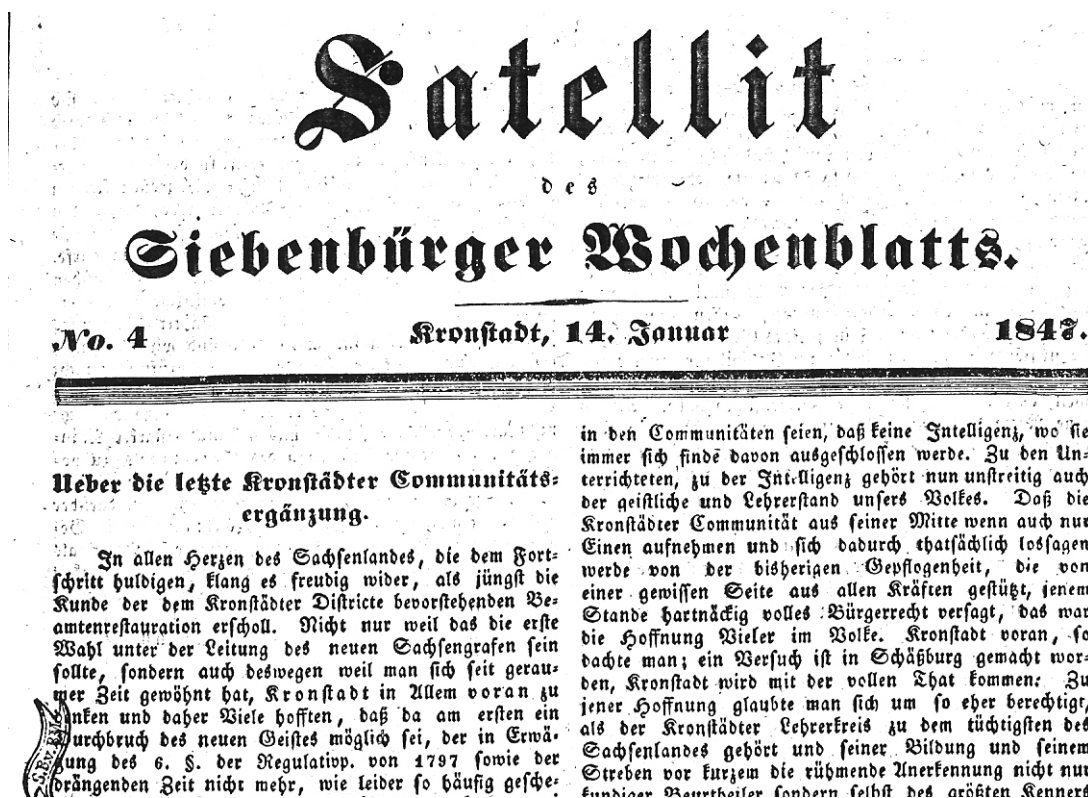 Satellit
des
Siebenbürger Wochenblatts.
No. 4 Kronstadt, 14. Januar 1847.
Ueber die letzte Kronstädter Communitäts-
ergänzung.
In allen Herzen des Sachsenlandes, die dem Fort-
schritt huldigen, klang es freudig wider, als jüngst die
Kunde der dem Kronstädter Districte bevorstehenden Be-
amtenrestauration erscholl. Nicht nur weil das die erste
Wahl unter der Leitung des neuen Sachsengrafen sein
sollte, sondern auch deswegen weil man sich seit gerau-
mer Zeit gewöhnt hat, Kronstadt in Allem voran zu
denken und daher Viele hofften, daß da am ersten ein
Durchbruch des neuen Geistes möglich sei, der in Erwä-
gung des 6. §. der Regulativp. von 1797 sowie der
drängenden Zeit nicht mehr, wie leider so häufig gesche-
in den Communitäten seien, daß keine Intelligenz, wo sie
immer sich finde davon ausgeschlossen werde. Zu den Un-
terrichteten, zu der Intelligenz gehört nun unstreitig auch
der geistliche und Lehrerstand unsers Volkes. Daß die
Kronstädter Communität aus seiner Mitte wenn auch nur
Einen aufnehmen und sich dadurch thatsächlich lossagen
werde von der bisherigen Gepflogenheit, die von
einer gewissen Seite aus allen Kräften gestützt, jenem
Stande hartnäckig volles Bürgerrecht versagt, das war
die Hoffnung Vieler im Volke. Kronstadt voran, so
dachte man; ein Versuch ist in Schäßburg gemacht wor-
den, Kronstadt wird mit der vollen That kommen. Zu
jener Hoffnung glaubte man sich um so eher berechtigt,
als der Kronstädter Lehrerkreis zu dem tüchtigsten des
Sachsenlandes gehört und seiner Bildung und seinem
Streben vor kurzem die rühmende Anerkennung nicht nur
kundiger Beurtheiler sondern selbst des größten Kenners